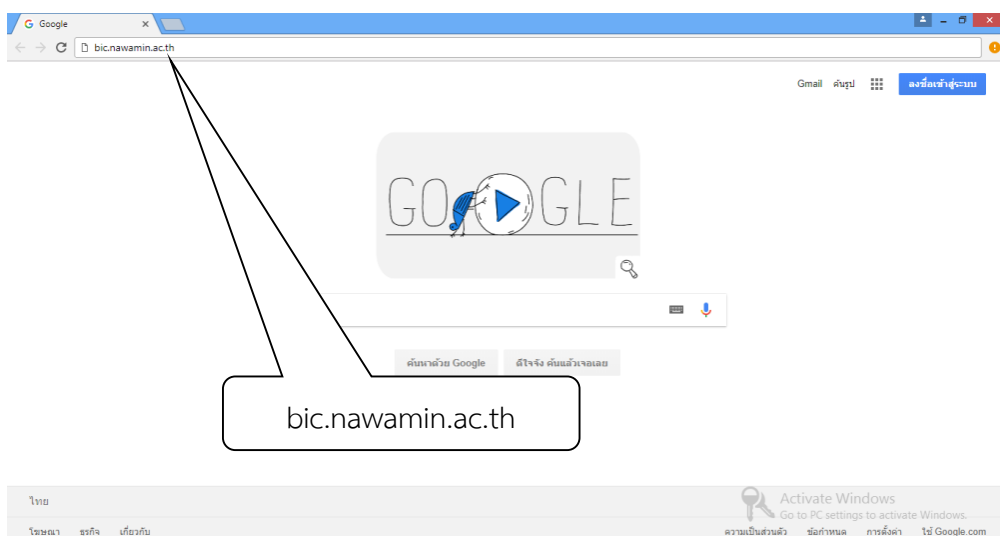 Google
bic.nawamin.ac.th
Gmail ค้นรูป ลงชื่อเข้าสู่ระบบ
GOOGLE
ค้นหาด้วย Google ดีใจจัง ค้นแล้วเจอเลย
bic.nawamin.ac.th
ไทย
Activate Windows
Go to PC settings to activate Windows.
โฆษณา ธุรกิจ เกี่ยวกับ ความเป็นส่วนตัว ข้อกำหนด การตั้งค่า ใช้ Google.com